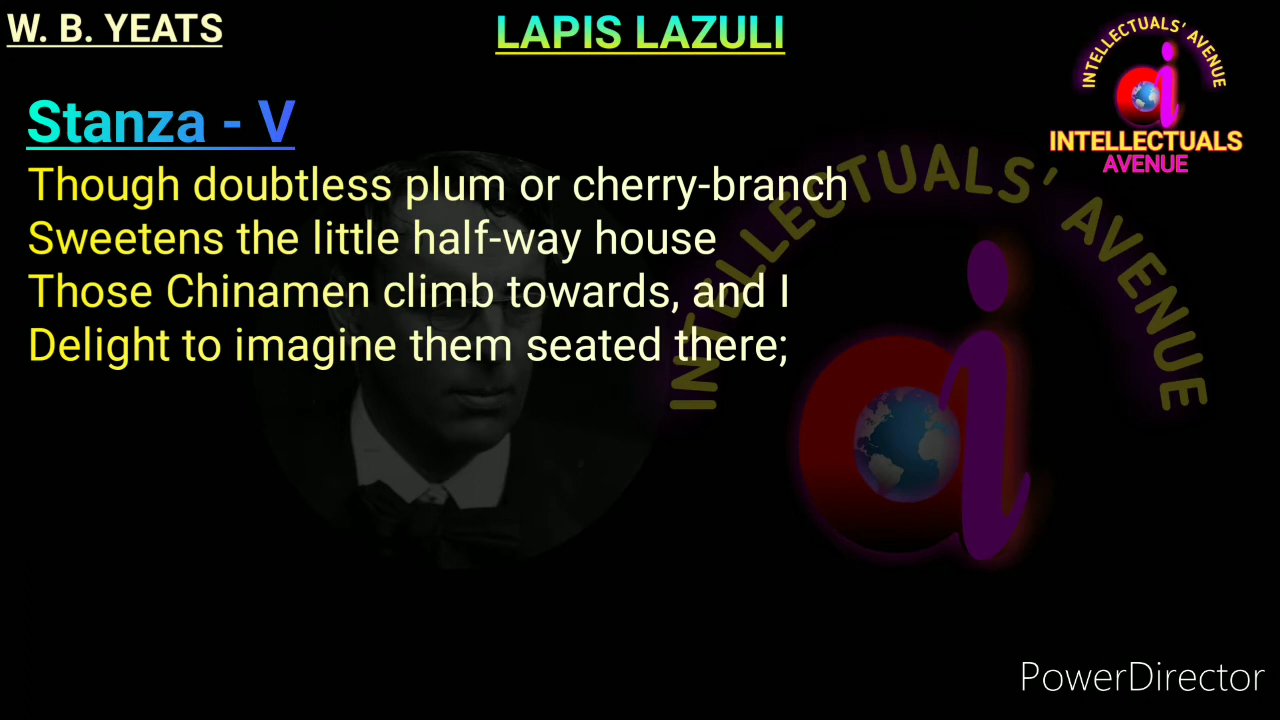 W. B. YEATS
LAPIS LAZULI
INTELLECTUALS' AVENUE
INTELLECTUALS
AVENUE
Stanza - V
Though doubtless plum or cherry-branch
Sweetens the little half-way house
Those Chinamen climb towards, and I
Delight to imagine them seated there;
INTELLECTUALS' AVENUE
PowerDirector